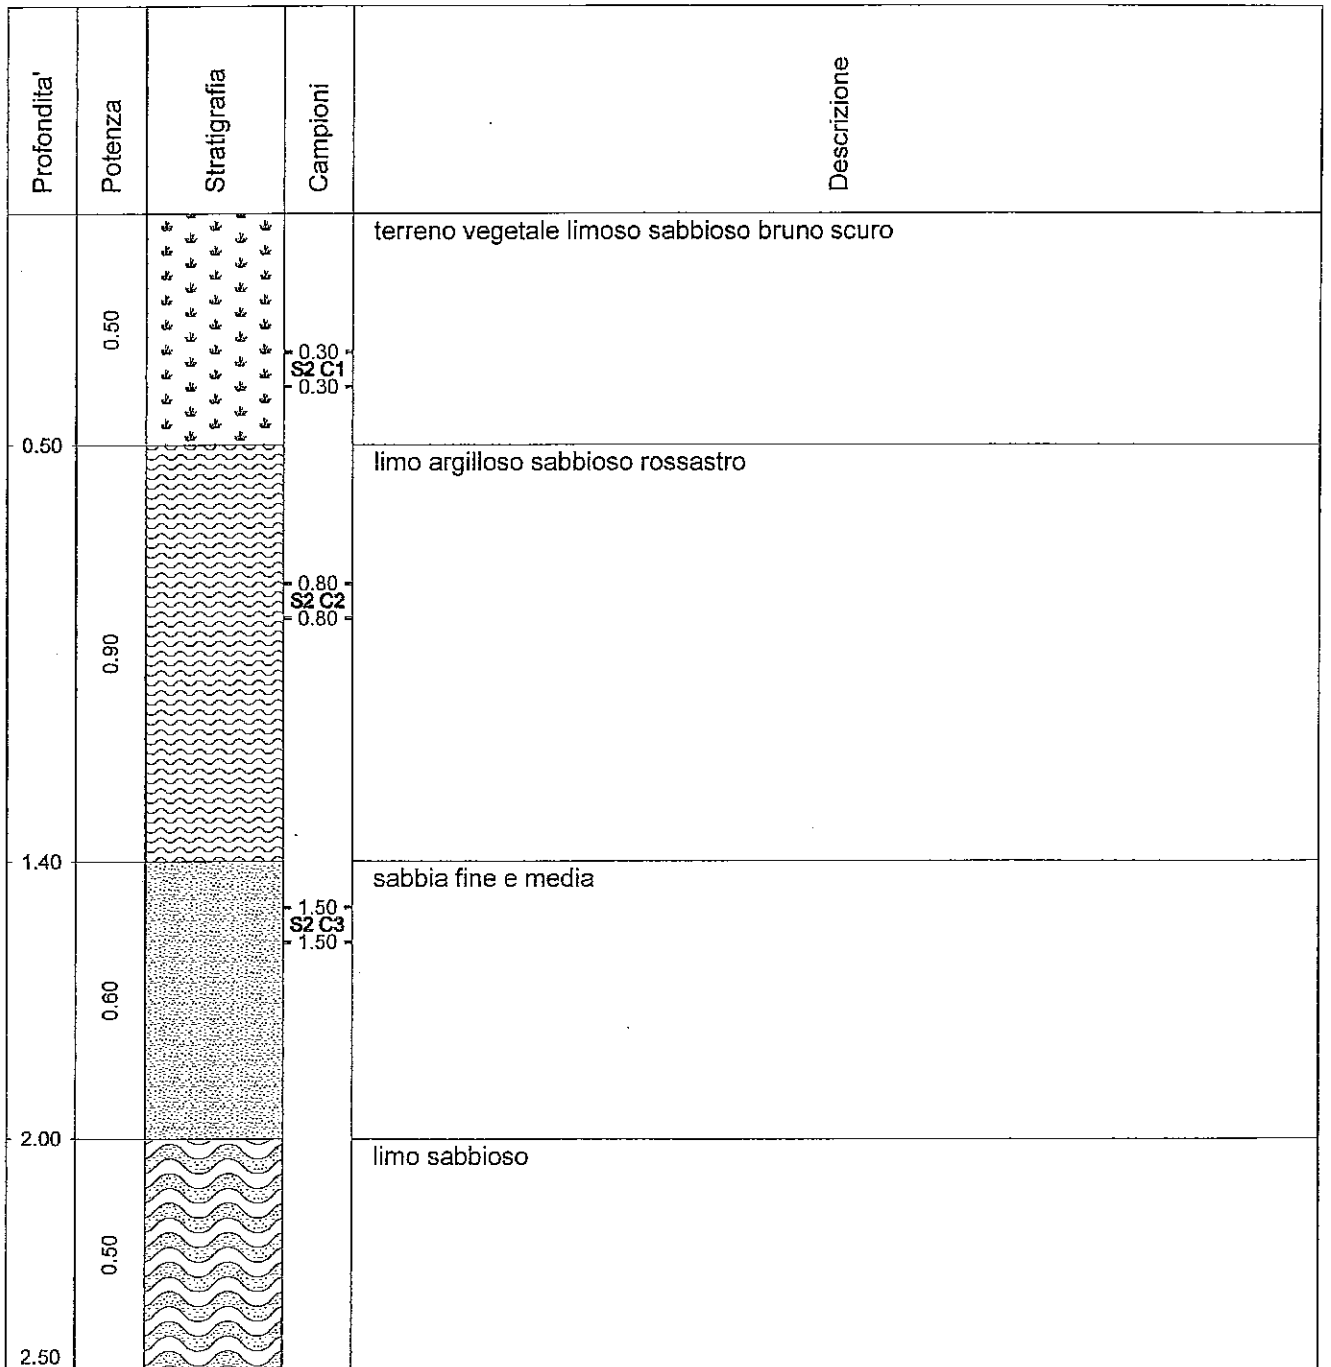 Profondita'
Potenza
Stratigrafia
Campioni
Descrizione
terreno vegetale limoso sabbioso bruno scuro
0.50
0.30
S2 C1
0.30
0.50
limo argilloso sabbioso rossastro
0.80
S2 C2
0.80
0.90
1.40
sabbia fine e media
1.50
S2 C3
1.50
0.60
2.00
limo sabbioso
0.50
2.50